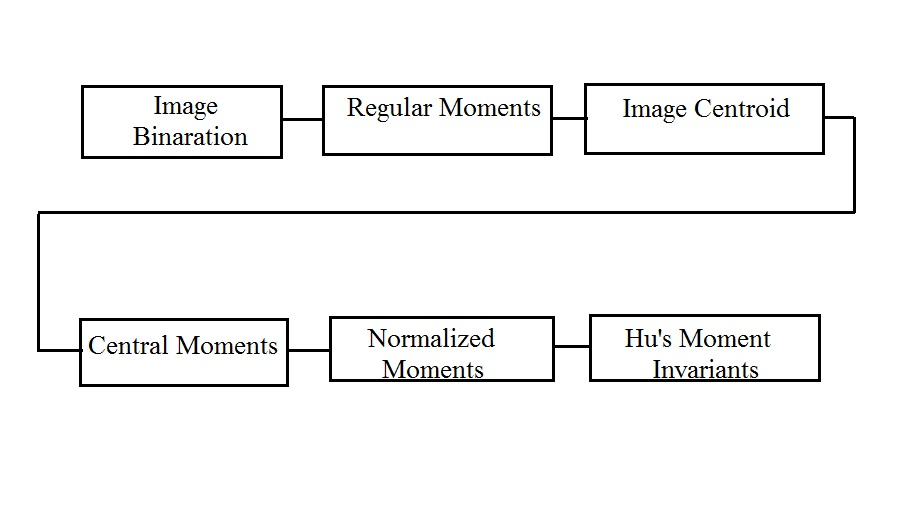 Image
Binaration
Regular Moments
Image Centroid
Central Moments
Normalized
Moments
Hu's Moment
Invariants